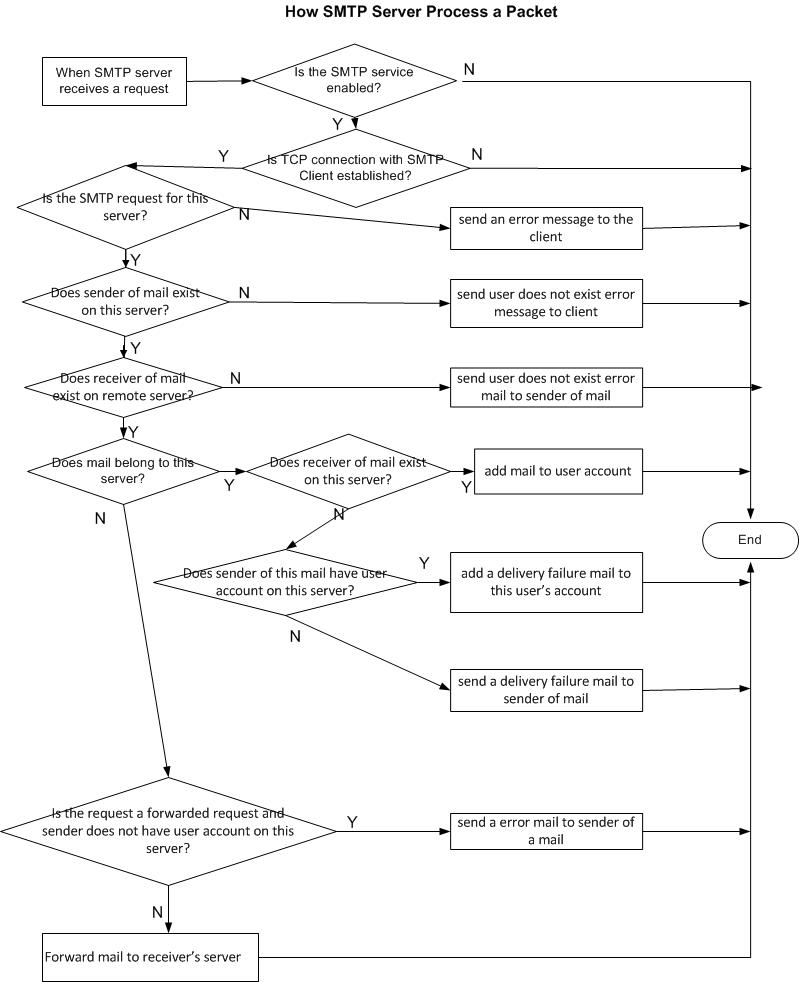 How SMTP Server Process a Packet
When SMTP server
receives a request
Is the SMTP service
enabled?
N
Y
Is TCP connection with SMTP
Client established?
Y
N
Is the SMTP request for this
server?
N
send an error message to the
client
Y
Does sender of mail exist
on this server?
N
send user does not exist error
message to client
Y
Does receiver of mail
exist on remote server?
N
send user does not exist error
mail to sender of mail
Y
Does mail belong to this
server?
Y
Does receiver of mail exist
on this server?
Y
add mail to user account
N
N
End
Does sender of this mail have user
account on this server?
Y
add a delivery failure mail to
this user's account
N
send a delivery failure mail to
sender of mail
Is the request a forwarded request and
sender does not have user account on this
server?
Y
send a error mail to sender of
a mail
N
Forward mail to receiver's server